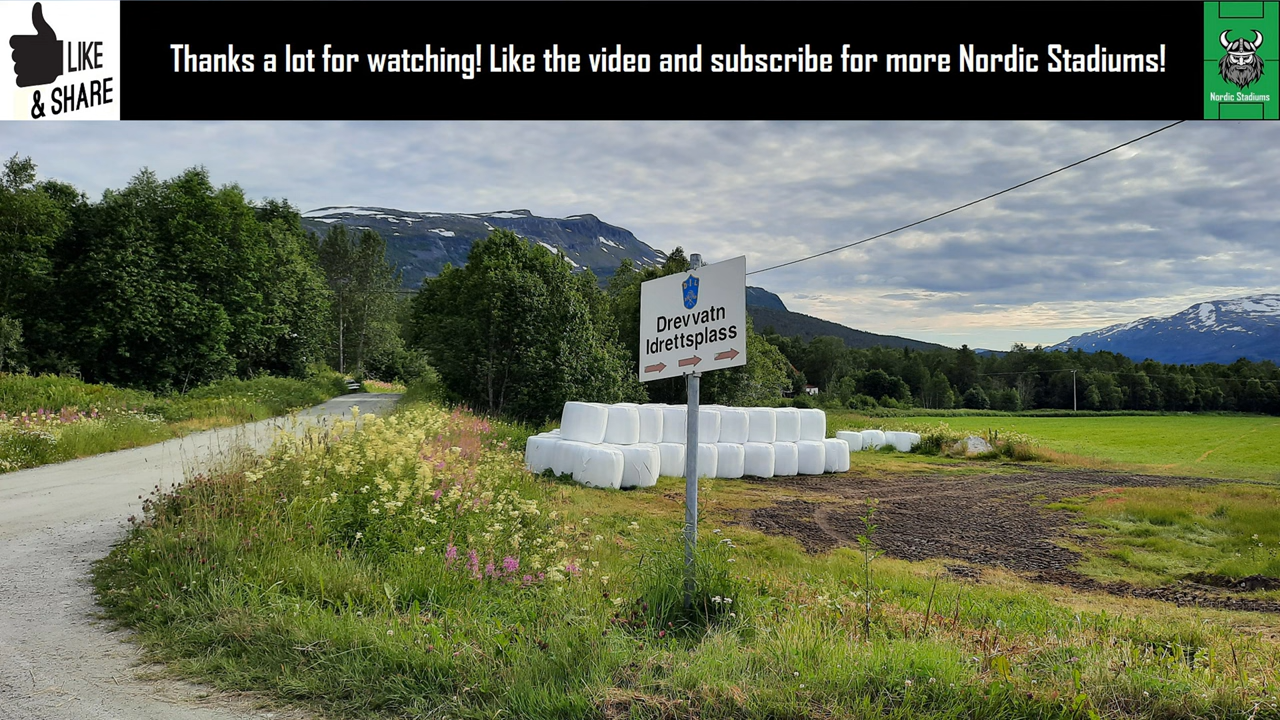 LIKE
& SHARE
Thanks a lot for watching! Like the video and subscribe for more Nordic Stadiums!
Nordic Stadiums
Drevvatn
Idrettsplass